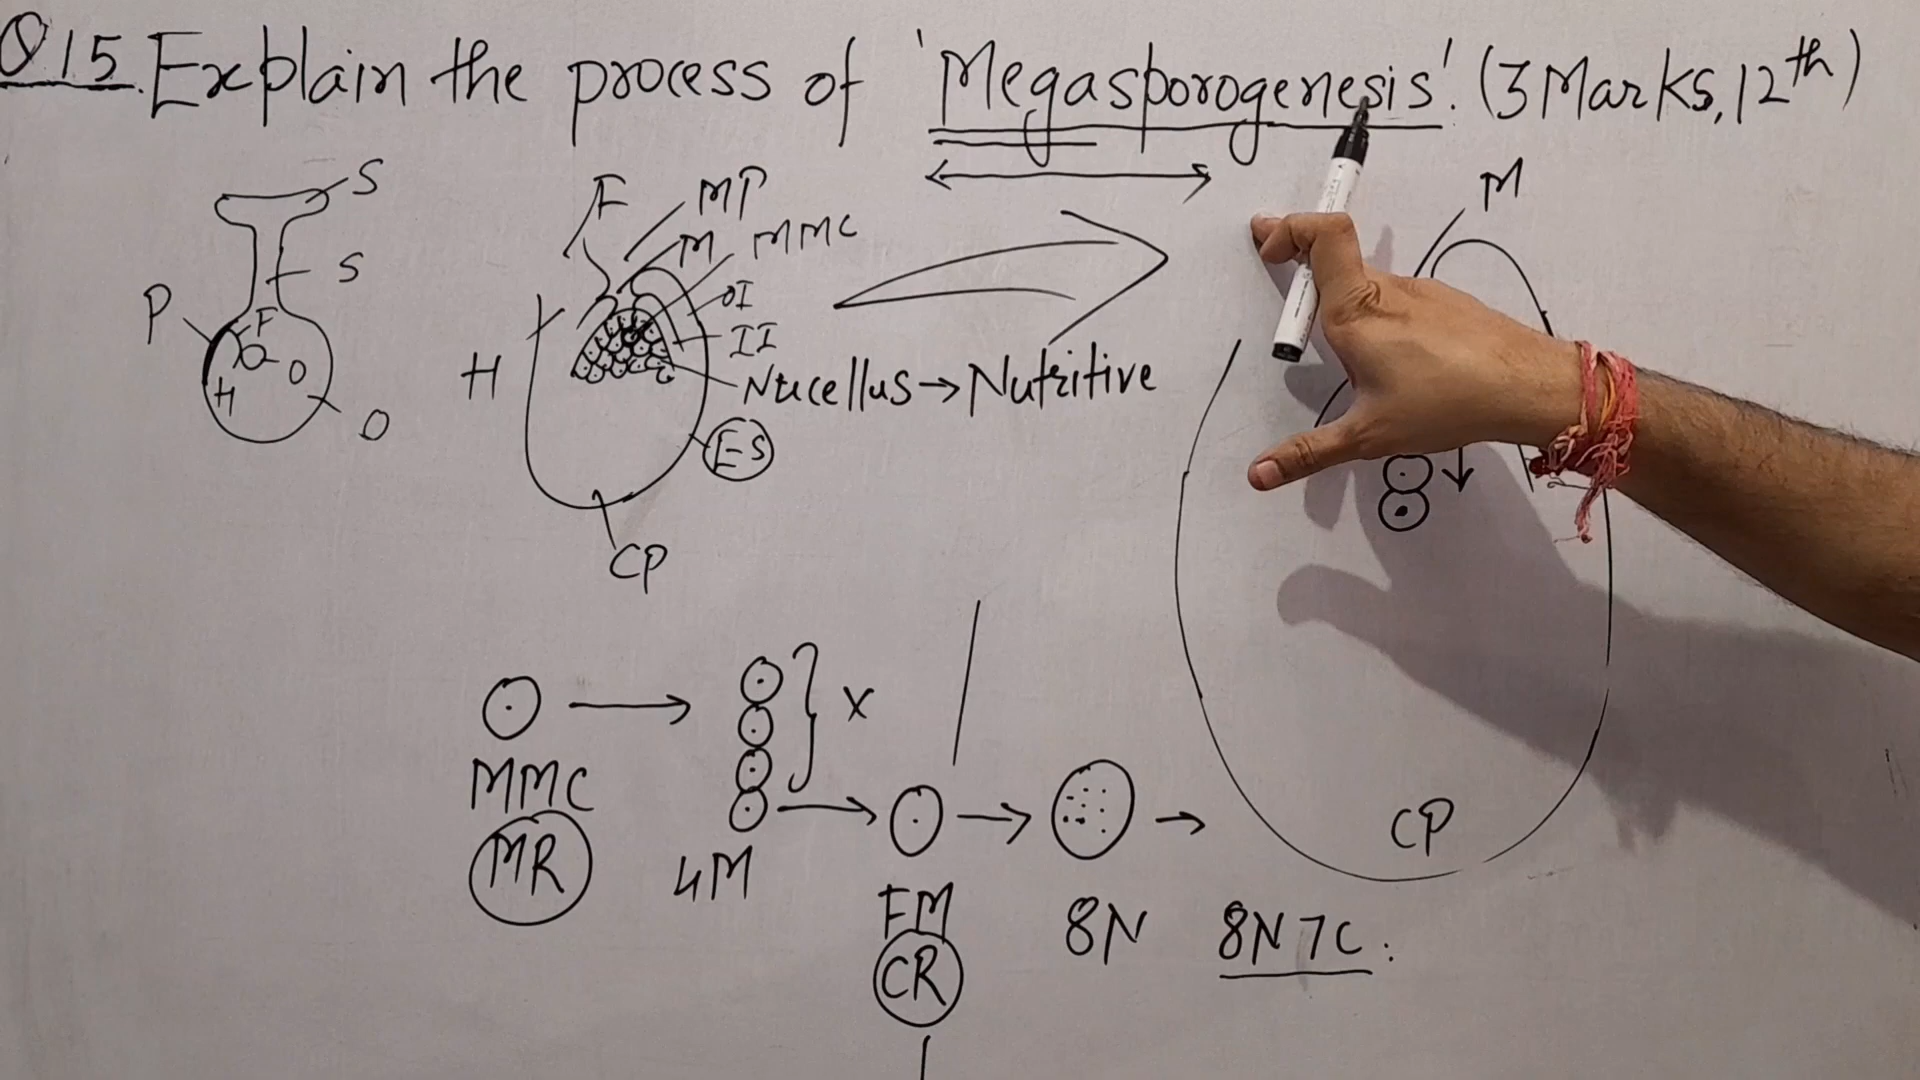 Q15. Explain the process of 'Megasporogenesis'. (3 Marks, 12th)
S
S
P
F
O
H
O
F
MP
M
MMC
OI
II
Nucellus → Nutritive
H
ES
CP
M
CP
X
MMC
MR
4M
FM
CR
8N
8N 7C.